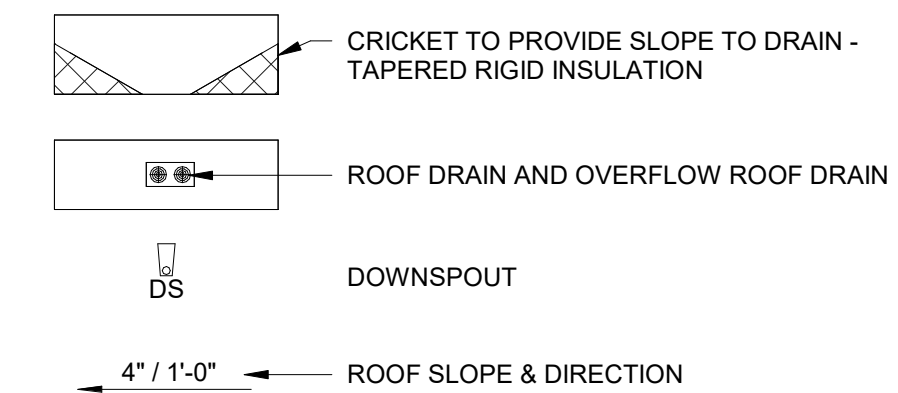 CRICKET TO PROVIDE SLOPE TO DRAIN -
TAPERED RIGID INSULATION
ROOF DRAIN AND OVERFLOW ROOF DRAIN
DS
DOWNSPOUT
4" / 1'-0"
ROOF SLOPE & DIRECTION